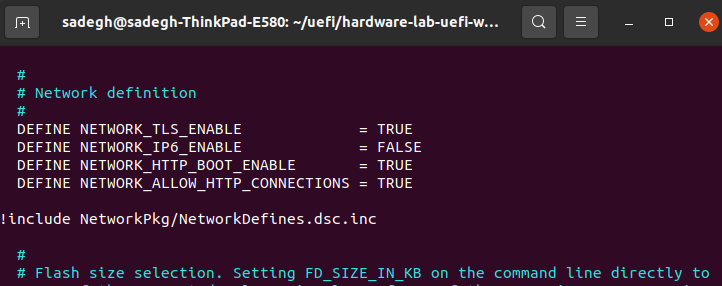 sadegh@sadegh-ThinkPad-E580: ~/uefi/hardware-lab-uefi-w...
#
# Network definition
#
DEFINE NETWORK_TLS_ENABLE = TRUE
DEFINE NETWORK_IP6_ENABLE = FALSE
DEFINE NETWORK_HTTP_BOOT_ENABLE = TRUE
DEFINE NETWORK_ALLOW_HTTP_CONNECTIONS = TRUE
!include NetworkPkg/NetworkDefines.dsc.inc
#
# Flash size selection. Setting FD_SIZE_IN_KB on the command line directly to